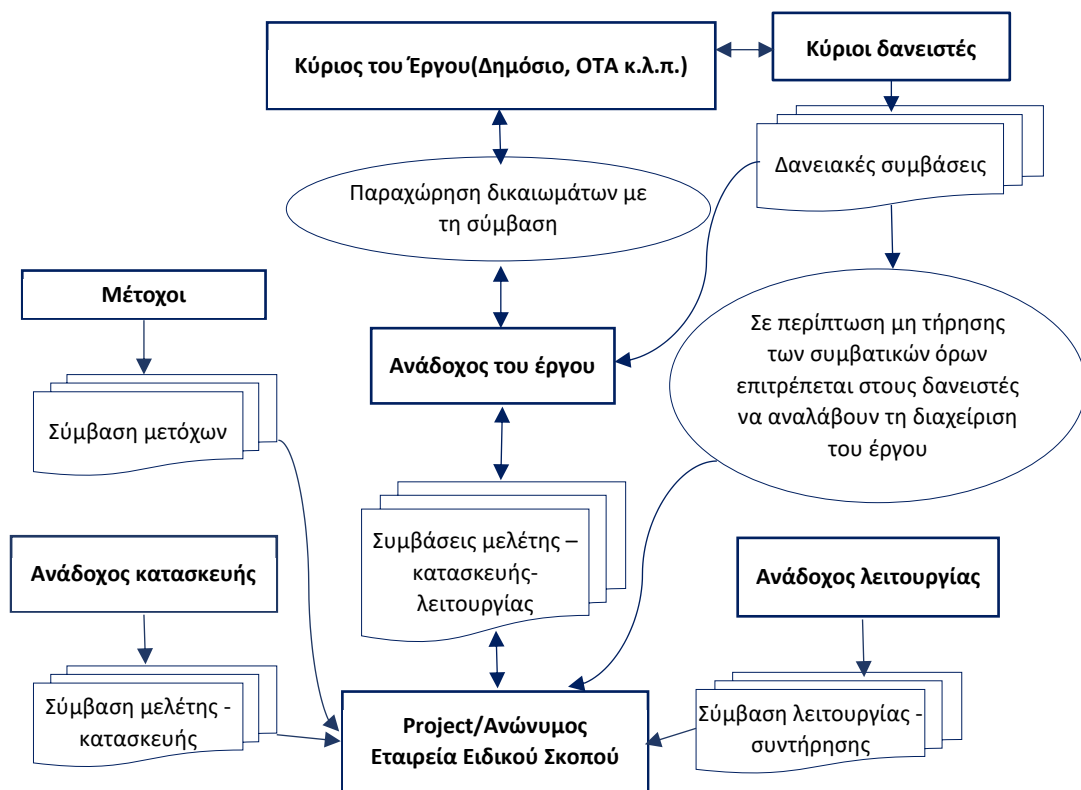 Κύριος του Έργου(Δημόσιο, ΟΤΑ κ.λ.π.)
Κύριοι δανειστές
Δανειακές συμβάσεις
Παραχώρηση δικαιωμάτων με
τη σύμβαση
Μέτοχοι
Σύμβαση μετόχων
Ανάδοχος του έργου
Σε περίπτωση μη τήρησης
των συμβατικών όρων
επιτρέπεται στους δανειστές
να αναλάβουν τη διαχείριση
του έργου
Συμβάσεις μελέτης –
κατασκευής-
λειτουργίας
Ανάδοχος κατασκευής
Ανάδοχος λειτουργίας
Σύμβαση μελέτης -
κατασκευής
Project/Ανώνυμος
Εταιρεία Ειδικού Σκοπού
Σύμβαση λειτουργίας -
συντήρησης